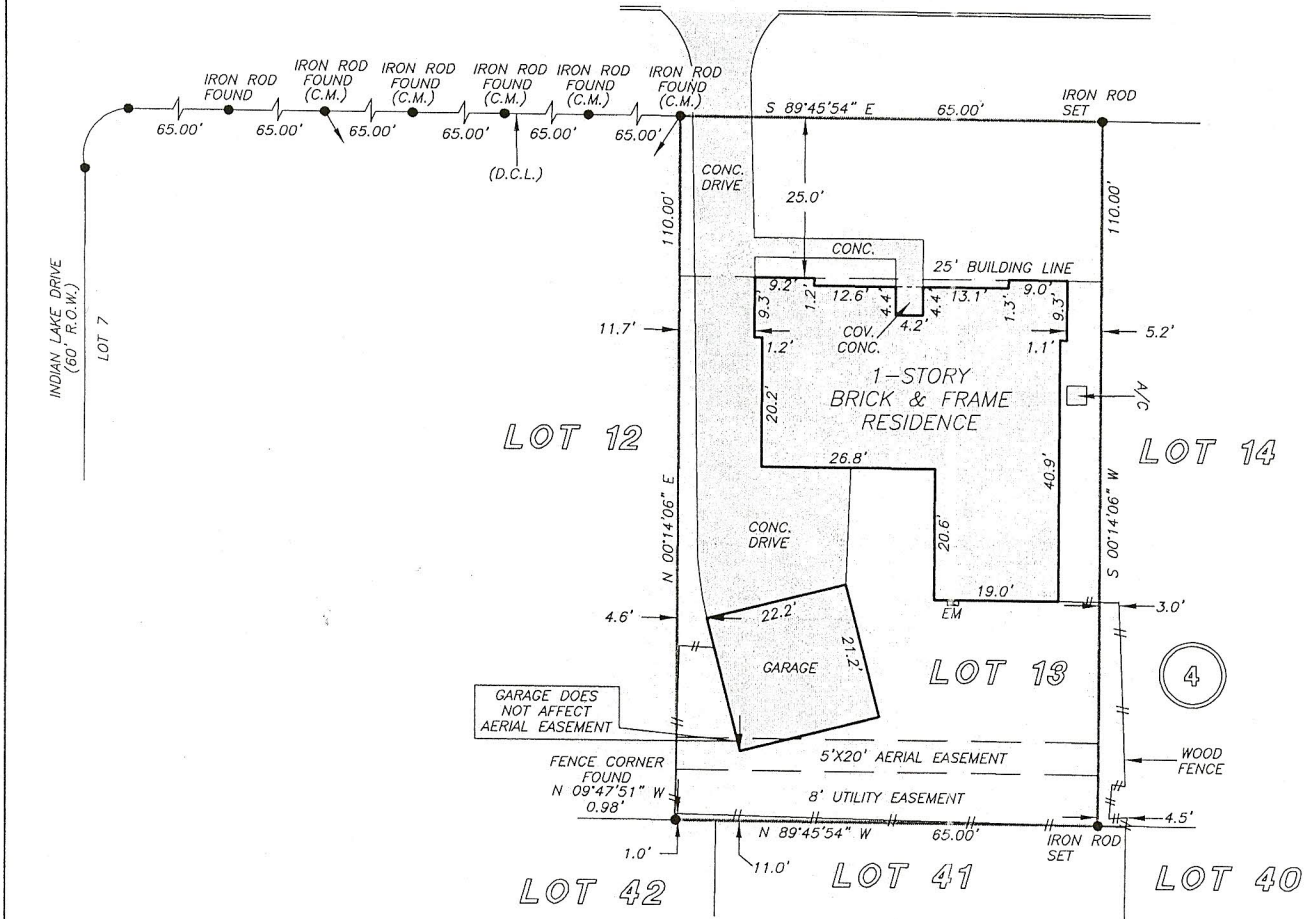 IRON ROD
FOUND
IRON ROD
FOUND
(C.M.)
IRON ROD
FOUND
(C.M.)
IRON ROD
FOUND
(C.M.)
IRON ROD
FOUND
(C.M.)
IRON ROD
FOUND
(C.M.)
65.00'
65.00'
65.00'
65.00'
65.00'
65.00'
(D.C.L.)
S 89°45'54" E
65.00'
IRON ROD
SET
INDIAN LAKE DRIVE
(60' R.O.W.)
LOT 7
CONC.
DRIVE
25.0'
110.00'
110.00'
CONC.
25' BUILDING LINE
9.2'
1.2'
12.6'
4.4'
4.2'
4.4'
13.1'
1.3'
9.0'
9.3'
9.3'
COV.
CONC.
11.7'
1.2'
1.1'
5.2'
1-STORY
BRICK & FRAME
RESIDENCE
A/C
20.2'
LOT 12
LOT 14
26.8'
40.9'
N 00°14'06" E
S 00°14'06" W
CONC.
DRIVE
20.6'
19.0'
EM
3.0'
4.6'
22.2'
21.2'
GARAGE
LOT 13
4
GARAGE DOES
NOT AFFECT
AERIAL EASEMENT
5'X20' AERIAL EASEMENT
WOOD
FENCE
FENCE CORNER
FOUND
N 09°47'51" W
0.98'
8' UTILITY EASEMENT
N 89°45'54" W
65.00'
4.5'
IRON ROD
SET
1.0'
11.0'
LOT 42
LOT 41
LOT 40